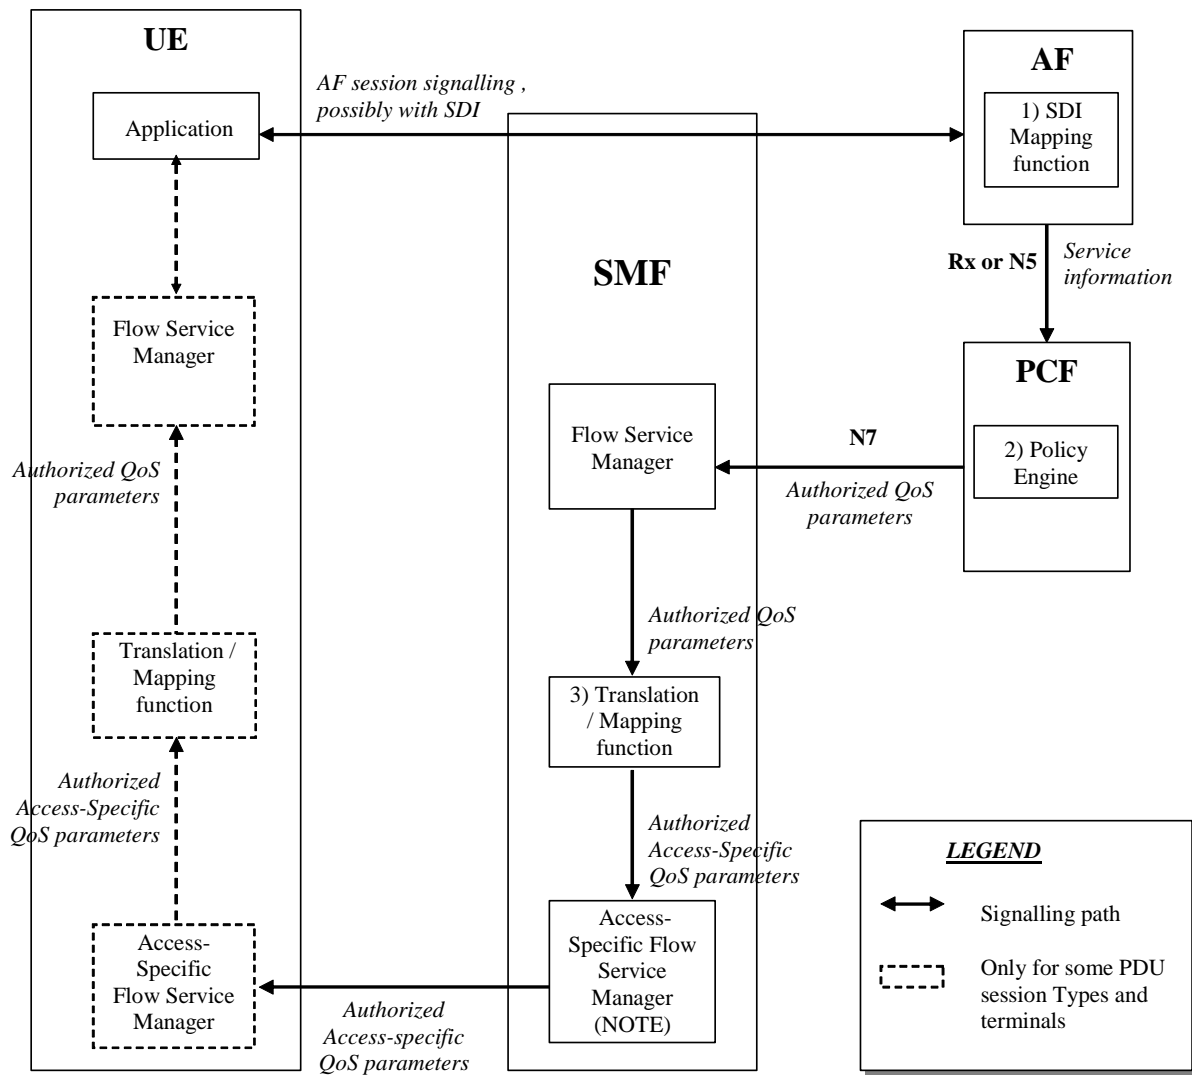 UE
AF session signalling ,
possibly with SDI
Application
AF
1) SDI
Mapping
function
Rx or N5
Service
information
SMF
Flow Service
Manager
PCF
2) Policy
Engine
N7
Authorized QoS
parameters
Flow Service
Manager
Authorized QoS
parameters
Authorized QoS
parameters
Translation /
Mapping
function
3) Translation
/ Mapping
function
Authorized
Access-Specific
QoS parameters
Authorized
Access-Specific
QoS parameters
Access-
Specific
Flow Service
Manager
Access-
Specific Flow
Service
Manager
(NOTE)
Authorized
Access-specific
QoS parameters
LEGEND
Signalling path
Only for some PDU
session Types and
terminals